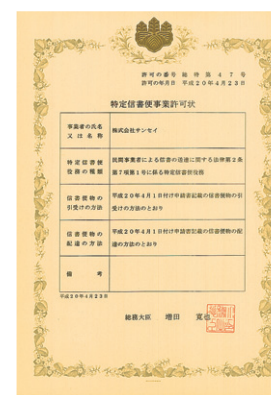 許可の番号 総特第47号
許可の年月日 平成20年4月23日
特定信書便事業許可状
事業者の氏名
又は名称
株式会社サンセイ
特定信書便
役務の種類
民間事業者による信書の送達に関する法律第2条
第7項第1号に係る特定信書便役務
信書便物の
引受けの方法
平成20年4月1日付け申請書記載の信書便物の引
受けの方法のとおり
信書便物の
配達の方法
平成20年4月1日付け申請書記載の信書便物の配
達の方法のとおり
備考
平成20年4月23日
総務大臣 増田 寛也